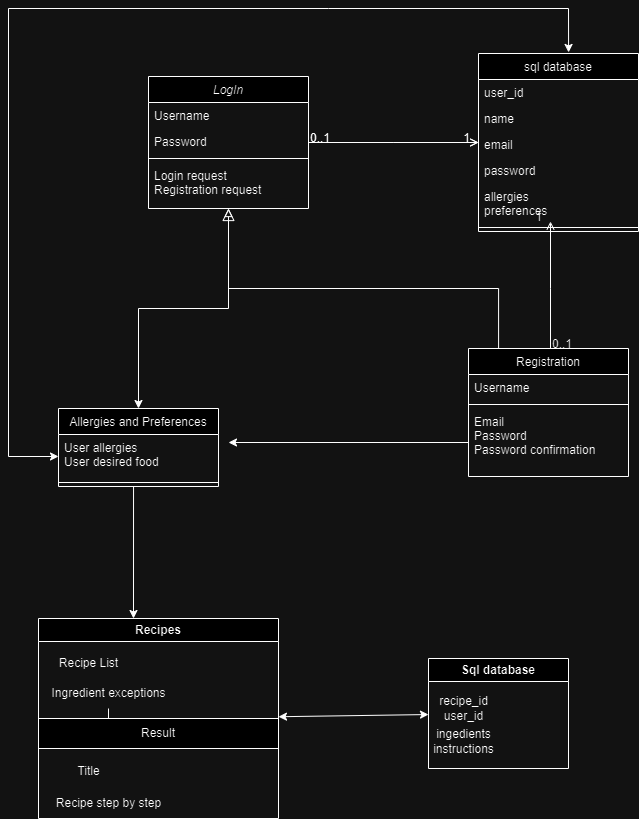 sql database
user_id
name
email
password
allergies
preferences
1
LogIn
Username
Password
Login request
Registration request
0..1
1
0..1
Registration
Username
Email
Password
Password confirmation
Allergies and Preferences
User allergies
User desired food
Recipes
Recipe List
Ingredient exceptions
Result
Title
Recipe step by step
Sql database
recipe_id
user_id
ingedients
instructions